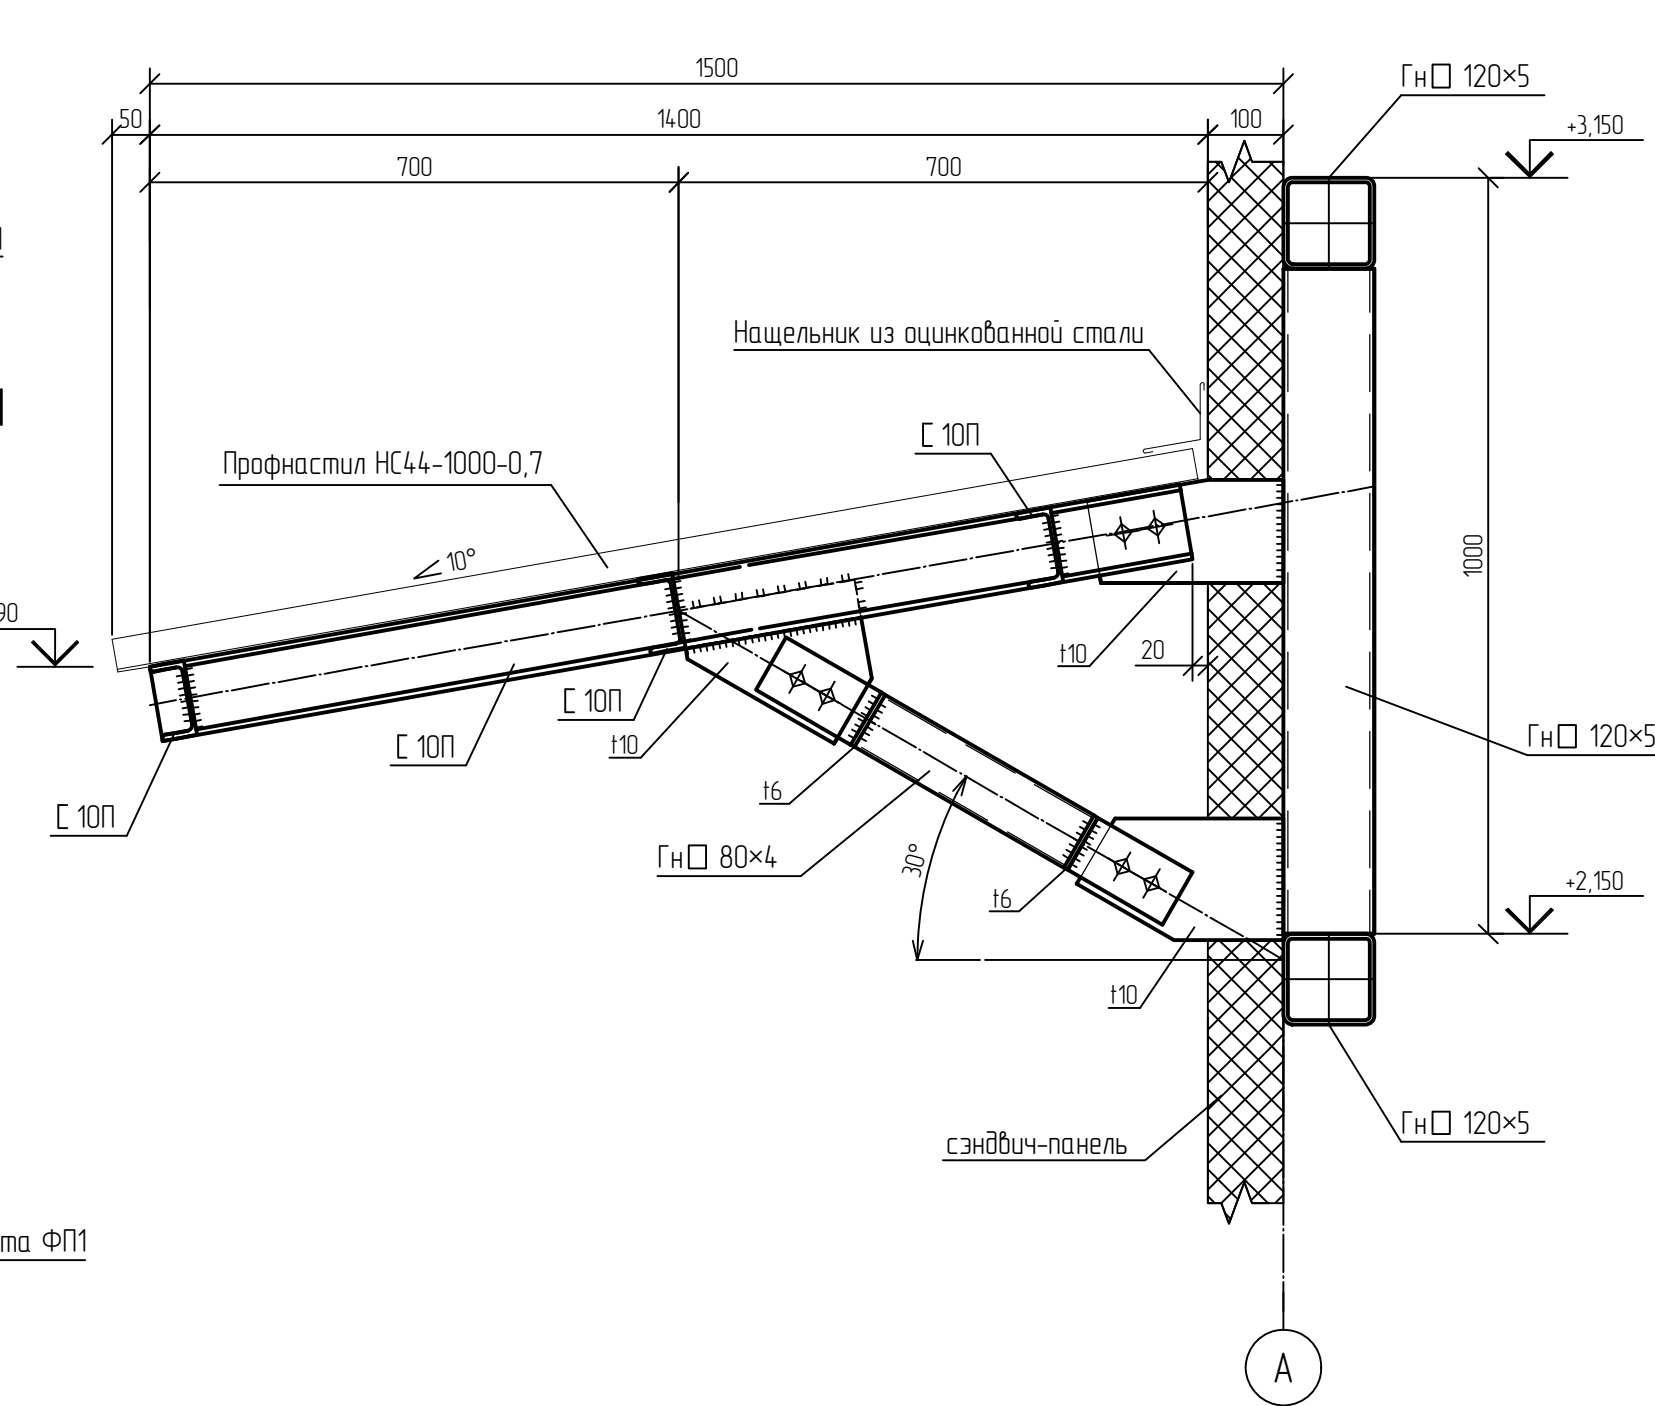 1500
Гн□ 120×5
50
1400
100
+3,150
700
700
Нащельник из оцинкованной стали
[ 10П
Профнастил НС44-1000-0,7
10°
1000
90
t10
20
[ 10П
[ 10П
t10
Гн□ 120×5
t6
[ 10П
Гн□ 80×4
30°
+2,150
t6
t10
Гн□ 120×5
сэндвич-панель
та ФП1
А